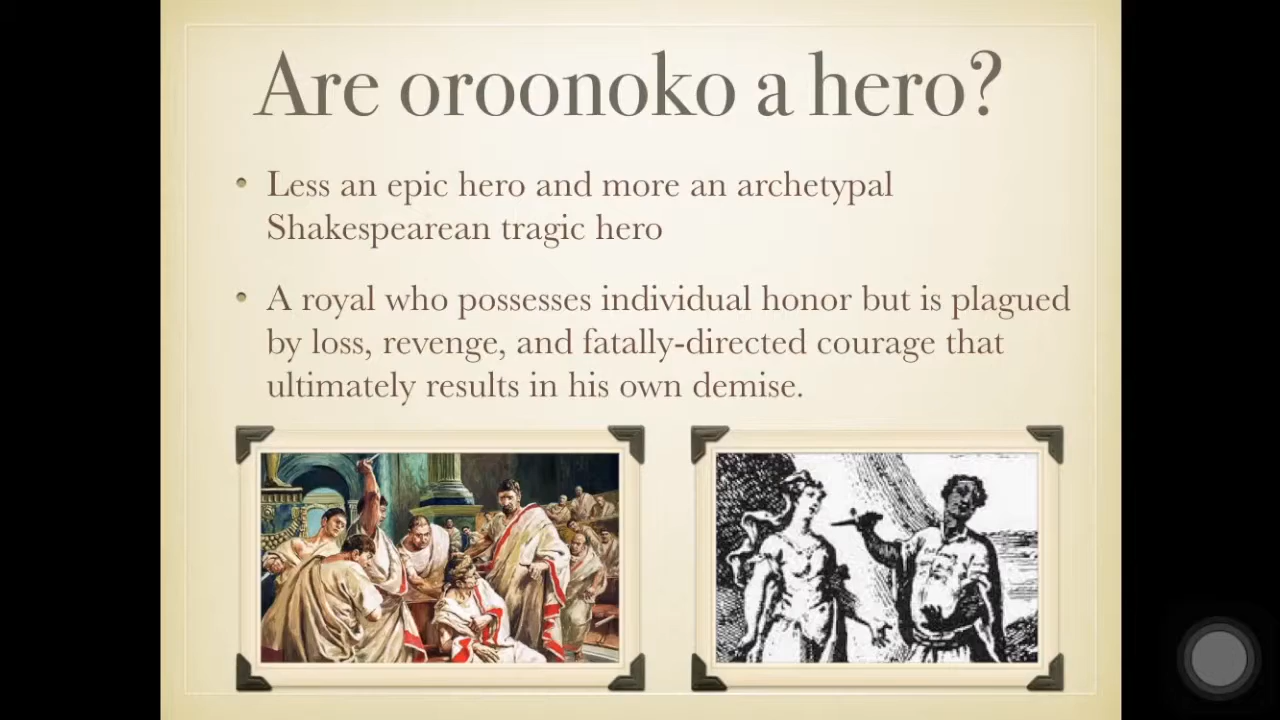 Are oroonoko a hero?
• Less an epic hero and more an archetypal
Shakespearean tragic hero
• A royal who possesses individual honor but is plagued
by loss, revenge, and fatally-directed courage that
ultimately results in his own demise.